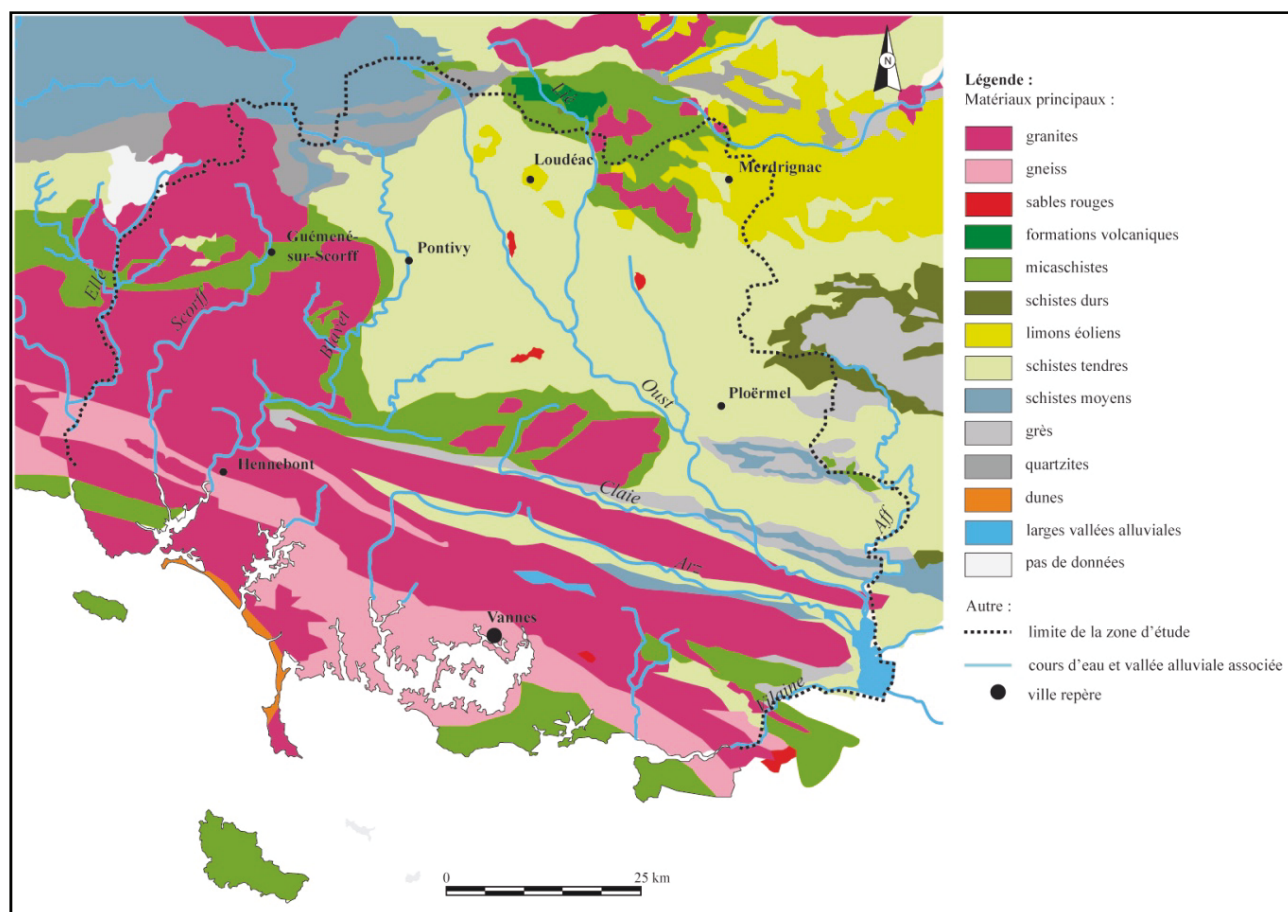 N
Légende :
Matériaux principaux :
granites
gneiss
sables rouges
formations volcaniques
micaschistes
schistes durs
limons éoliens
schistes tendres
schistes moyens
grès
quartzites
dunes
larges vallées alluviales
pas de données
Autre :
limite de la zone d'étude
cours d'eau et vallée alluviale associée
ville repère
Lié
Loudéac
Merdrignac
Guémené-
sur-Scorff
Pontivy
Ellé
Scorff
Blavet
Oust
Ploërmel
Hennebont
Claie
Aff
Arz
Vannes
Vilaine
0
25 km